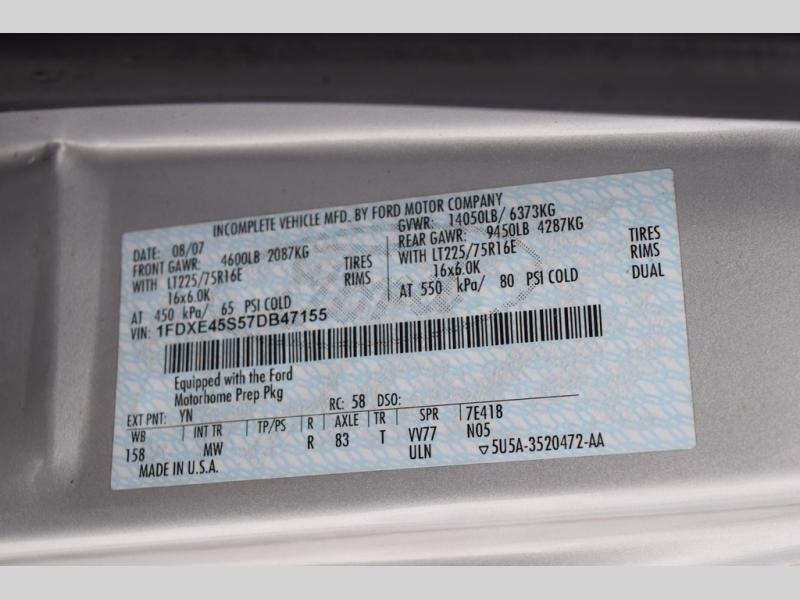 INCOMPLETE VEHICLE MFD. BY FORD MOTOR COMPANY
DATE: 08/07 GVWR: 14050LB/ 6373KG
FRONT GAWR: 4600LB 2087KG REAR GAWR: 9450LB 4287KG
WITH LT225/75R16E TIRES WITH LT225/75R16E TIRES
16x6.0K RIMS 16x6.0K RIMS
AT 450 kPa/ 65 PSI COLD AT 550 kPa/ 80 PSI COLD DUAL
VIN: 1FDXE45S57DB47155
Equipped with the Ford
Motorhome Prep Pkg
EXT PNT: YN RC: 58 DSO:
WB INT TR TP/PS R AXLE TR SPR 7E418
158 MW R 83 T VV77 N05
ULN ▽5U5A-3520472-AA
MADE IN U.S.A.